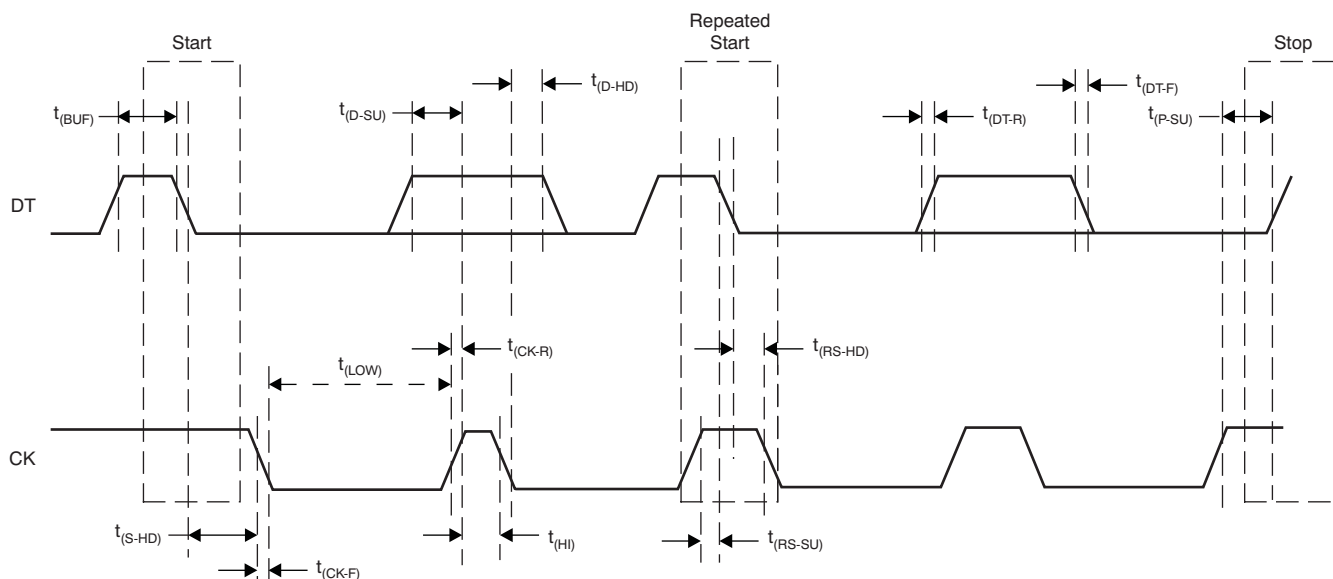 Repeated
Start
Start
Stop
t(BUF)
t(D-SU)
t(D-HD)
t(DT-R)
t(DT-F)
t(P-SU)
DT
t(LOW)
t(CK-R)
t(RS-HD)
CK
t(S-HD)
t(CK-F)
t(HI)
t(RS-SU)